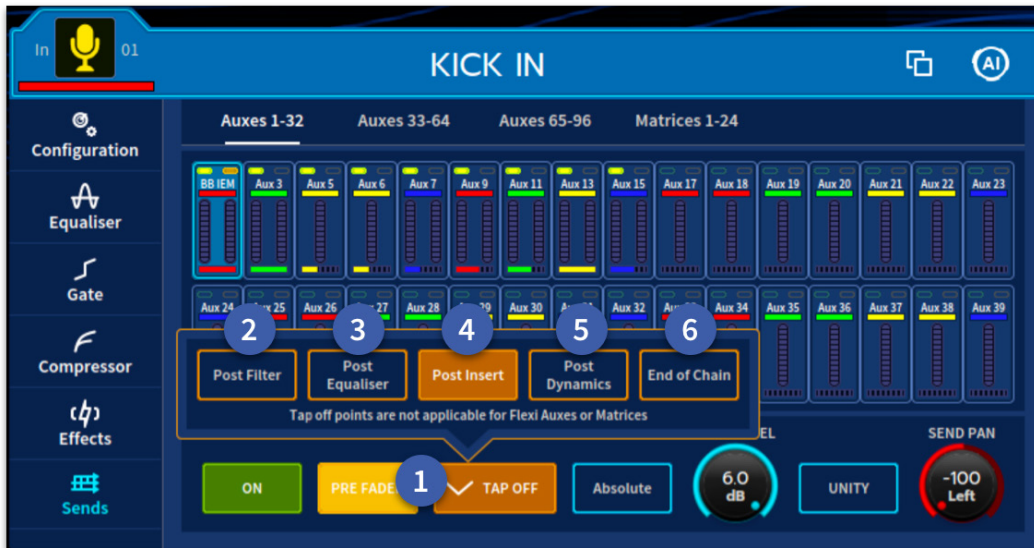 In
01
KICK IN
AI
Configuration
Equaliser
Gate
Compressor
Effects
Sends
Auxes 1-32 Auxes 33-64 Auxes 65-96 Matrices 1-24
BB IEM Aux 3 Aux 5 Aux 6 Aux 7 Aux 9 Aux 11 Aux 13 Aux 15 Aux 17 Aux 18 Aux 19 Aux 20 Aux 21 Aux 22 Aux 23
Aux 24 Aux 25 Aux 26 27 Aux 28 29 Aux 30 Aux 32 Aux 34 Aux 35 Aux 36 Aux 37 Aux 38 Aux 39
2 3 4 5 6
Post Filter
Post
Equaliser
Post Insert
Post
Dynamics
End of Chain
Tap off points are not applicable for Flexi Auxes or Matrices
EL
SEND PAN
ON
PRE FADE
1
TAP OFF
Absolute
6.0
dB
UNITY
-100
Left